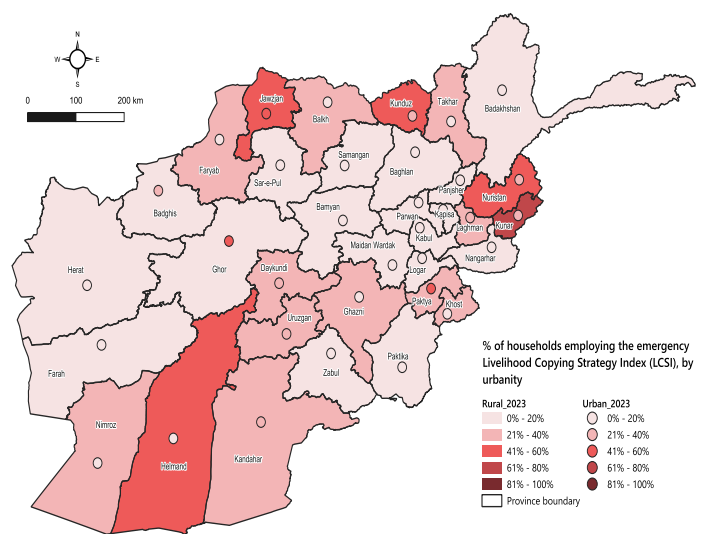 N
W E
S
0 100 200 km
Jawzjan
Balkh
Kunduz
Takhar
Badakhshan
Faryab
Samangan
Baghlan
Sar-e-Pul
Panjsher
Nuristan
Badghis
Bamyan
Parwan
Kapisa
Kunar
Laghman
Kabul
Maidan Wardak
Nangarhar
Herat
Ghor
Daykundi
Logar
Paktya
Khost
Ghazni
Uruzgan
Paktika
Farah
Zabul
Nimroz
Helmand
Kandahar
% of households employing the emergency
Livelihood Copying Strategy Index (LCSI), by
urbanity
Rural_2023 Urban_2023
0% - 20% 0% - 20%
21% - 40% 21% - 40%
41% - 60% 41% - 60%
61% - 80% 61% - 80%
81% - 100% 81% - 100%
Province boundary